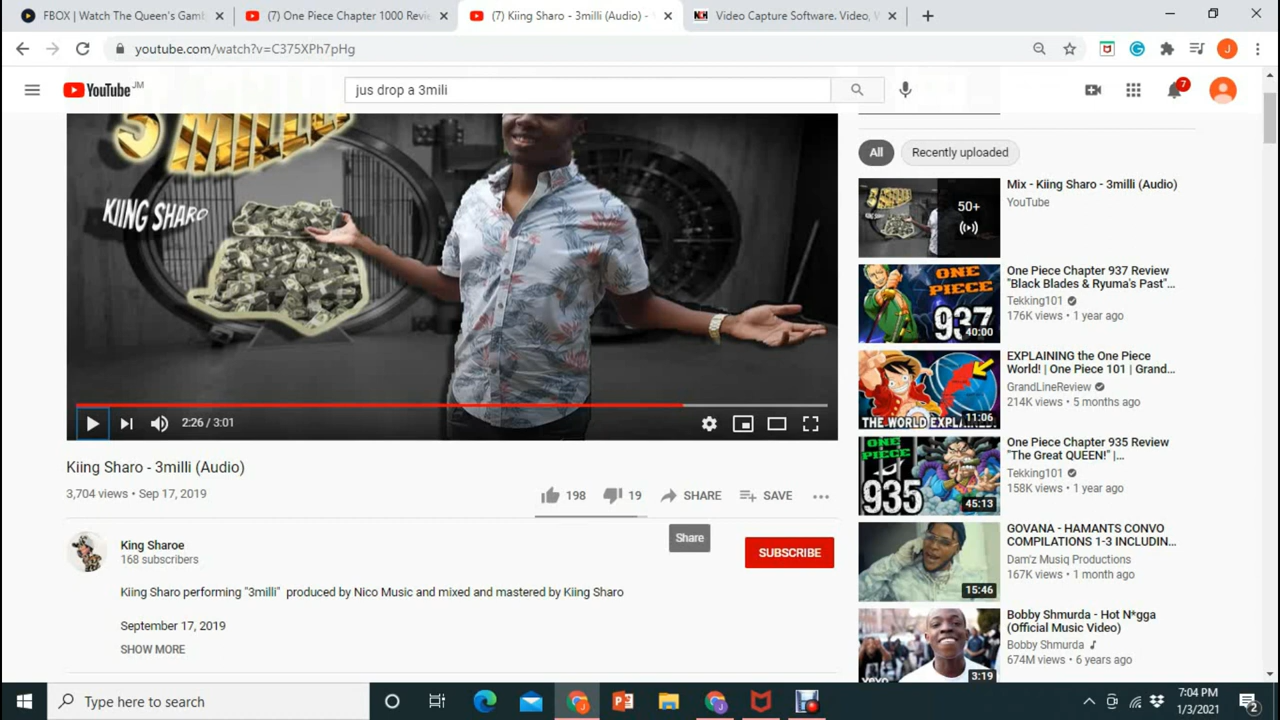 FBOX | Watch The Queen's Gamb
(7) One Piece Chapter 1000 Revie
(7) Kiing Sharo - 3milli (Audio) -
Video Capture Software. Video, W
youtube.com/watch?v=C375XPh7pHg
J
YouTube JM
jus drop a 3mili
7
3 MILLI
KIING SHARO
2:26 / 3:01
Kiing Sharo - 3milli (Audio)
3,704 views • Sep 17, 2019
198
19
SHARE
SAVE
Share
King Sharoe
168 subscribers
SUBSCRIBE
Kiing Sharo performing "3milli" produced by Nico Music and mixed and mastered by Kiing Sharo
September 17, 2019
SHOW MORE
All
Recently uploaded
50+
Mix - Kiing Sharo - 3milli (Audio)
YouTube
ONE PIECE
937
40:00
One Piece Chapter 937 Review
"Black Blades & Ryuma's Past"...
Tekking101
176K views • 1 year ago
THE WORLD EXPLAINED
11:06
EXPLAINING the One Piece
World! | One Piece 101 | Grand...
GrandLineReview
214K views • 5 months ago
ONE PIECE
935
45:13
One Piece Chapter 935 Review
"The Great QUEEN!" |...
Tekking101
158K views • 1 year ago
15:46
GOVANA - HAMANTS CONVO
COMPILATIONS 1-3 INCLUDIN...
Dam'z Musiq Productions
167K views • 1 month ago
3:19
Bobby Shmurda - Hot N*gga
(Official Music Video)
Bobby Shmurda
674M views • 6 years ago
Type here to search
7:04 PM
1/3/2021
2